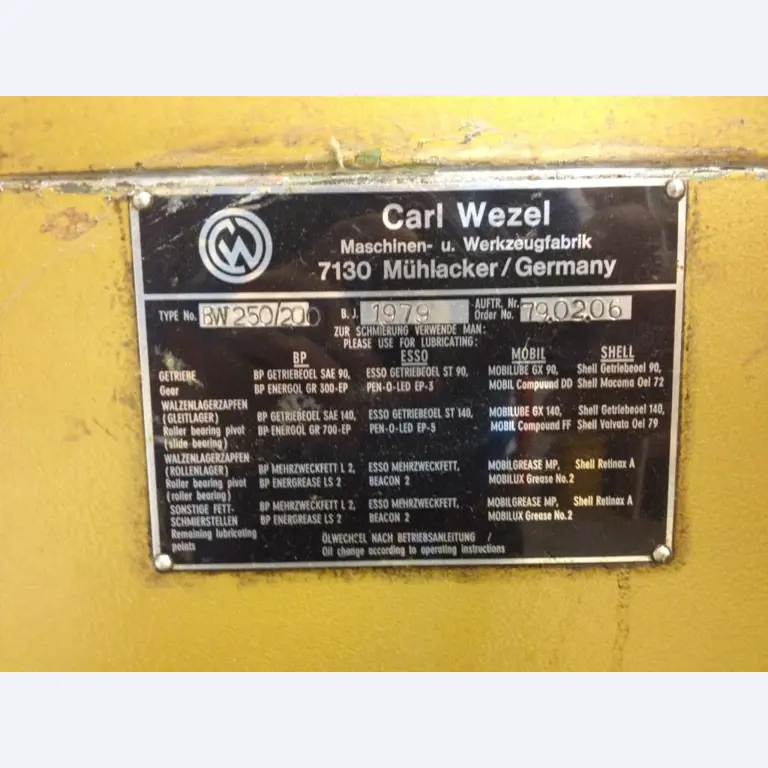 CW
Carl Wezel
Maschinen- u. Werkzeugfabrik
7130 Mühlacker/Germany
TYPE No. BW 250/200 B. J. 1979 AUFTR. Nr. Order No. 79.02.06
ZUR SCHMIERUNG VERWENDE MAN:
PLEASE USE FOR LUBRICATING:
BP ESSO MOBIL SHELL
GETRIEBE BP GETRIEBEOEL SAE 90, ESSO GETRIEBEOEL ST 90, MOBILUBE GX 90, Shell Getriebeoel 90,
Gear BP ENERGOL GR 300-EP PEN-O-LED EP-3 MOBIL Compuund DD Shell Macoma Oel 72
WALZENLAGERZAPFEN
(GLEITLAGER) BP GETRIEBEOEL SAE 140, ESSO GETRIEBEOEL ST 140, MOBILUBE GX 140, Shell Getriebeoel 140,
Roller bearing pivot BP ENERGOL GR 700-EP PEN-O-LED EP-5 MOBIL Compound FF Shell Valvata Oel 79
(slide bearing)
WALZENLAGERZAPFEN
(ROLLENLAGER) BP MEHRZWECKFETT L 2, ESSO MEHRZWECKFETT, MOBILGREASE MP, Shell Retinax A
Roller bearing pivot BP ENERGREASE LS 2 BEACON 2 MOBILUX Grease No.2
(roller bearing)
SONSTIGE FETT- BP MEHRZWECKFETT L 2, ESSO MEHRZWECKFETT, MOBILGREASE MP, Shell Retinax A
SCHMIERSTELLEN BP ENERGREASE LS 2 BEACON 2 MOBILUX Grease No.2
Remaining lubricating
points
ÖLWECHSEL NACH BETRIEBSANLEITUNG /
Oil change according to operating instructions